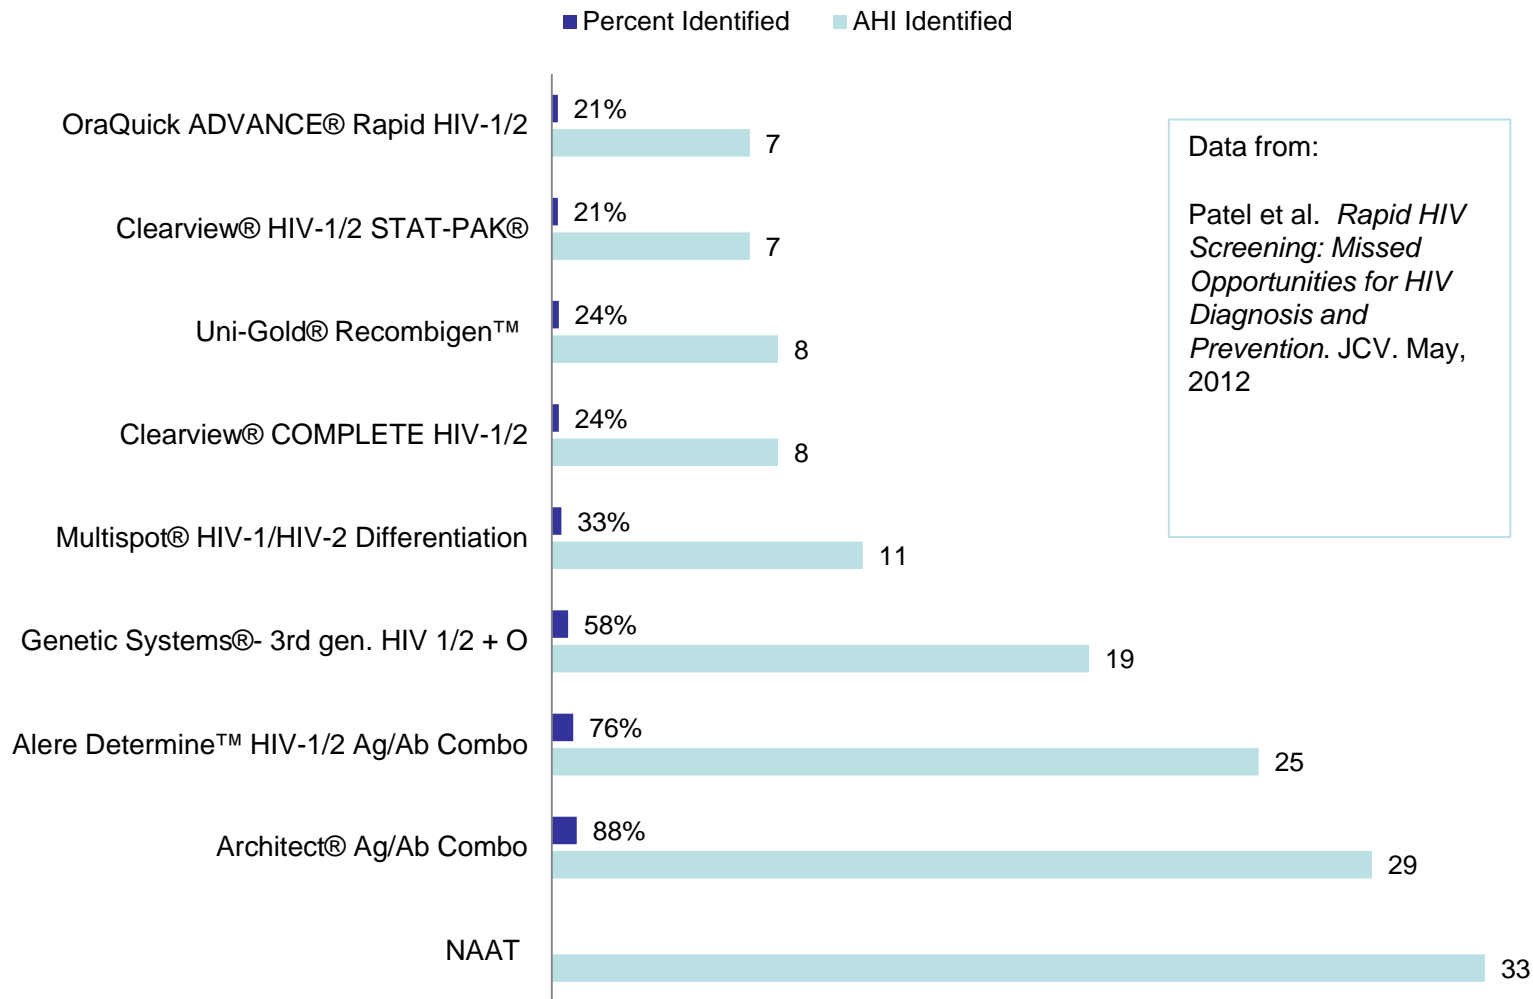 Percent Identified AHI Identified
OraQuick ADVANCE® Rapid HIV-1/2
21%
7
Clearview® HIV-1/2 STAT-PAK®
21%
7
Uni-Gold® Recombigen™
24%
8
Clearview® COMPLETE HIV-1/2
24%
8
Multispot® HIV-1/HIV-2 Differentiation
33%
11
Genetic Systems®- 3rd gen. HIV 1/2 + O
58%
19
Alere Determine™ HIV-1/2 Ag/Ab Combo
76%
25
Architect® Ag/Ab Combo
88%
29
NAAT
33
Data from:
Patel et al. Rapid HIV
Screening: Missed
Opportunities for HIV
Diagnosis and
Prevention. JCV. May,
2012